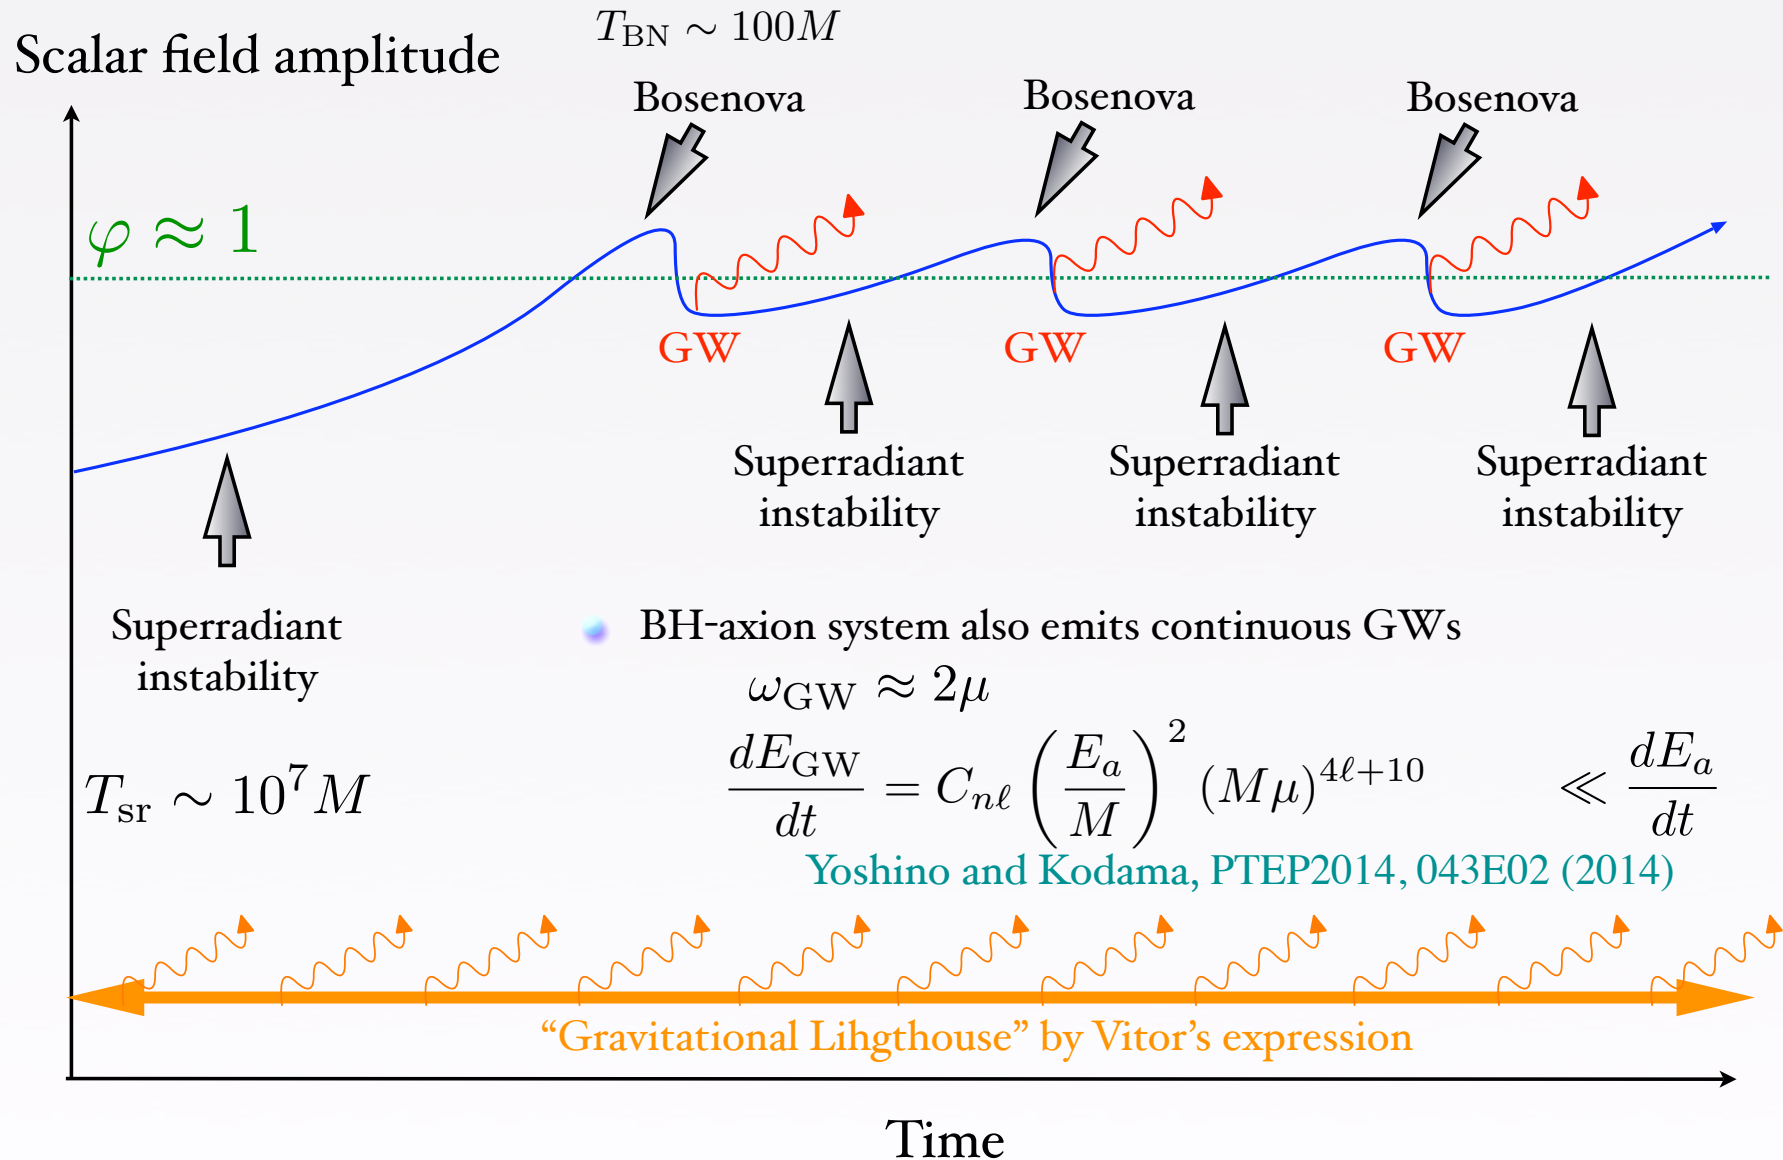 T_BN ~ 100M
Scalar field amplitude
Bosenova
Bosenova
Bosenova
φ ≈ 1
GW
GW
GW
Superradiant
instability
Superradiant
instability
Superradiant
instability
Superradiant
instability
BH-axion system also emits continuous GWs
ω_GW ≈ 2μ
dE_GW/dt = C_nℓ (E_a/M)^2 (Mμ)^{4ℓ+10} ≪ dE_a/dt
T_sr ~ 10^7 M
Yoshino and Kodama, PTEP2014, 043E02 (2014)
“Gravitational Lihgthouse” by Vitor’s expression
Time